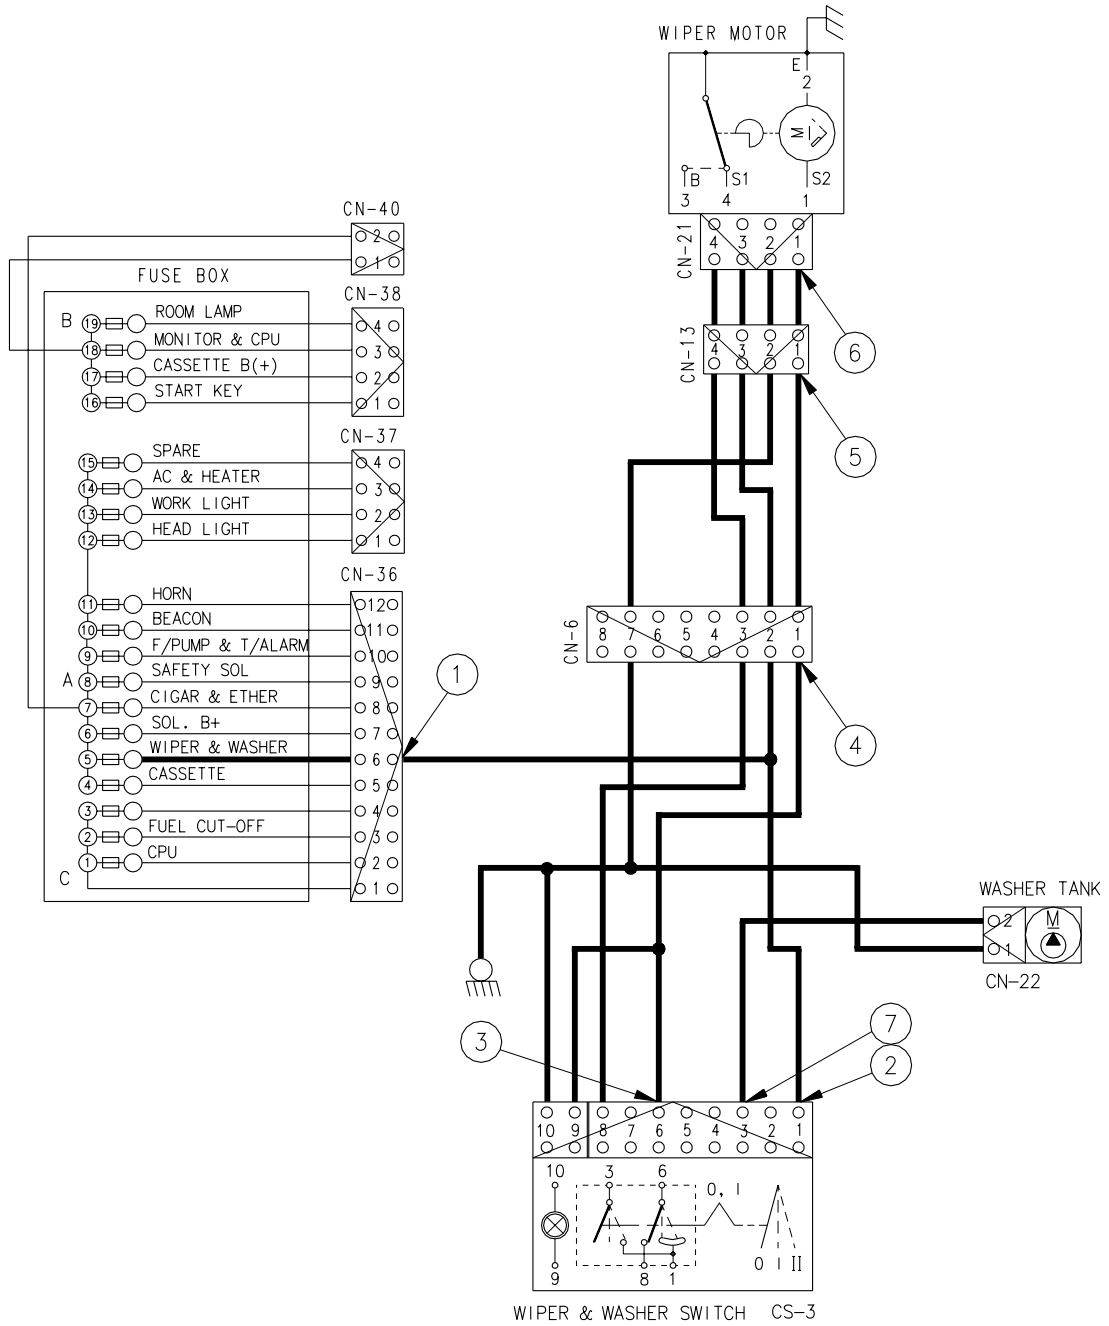 WIPER MOTOR
E
2
M
B
S1
S2
3
4
1
CN-21
4 3 2 1
CN-13
4 3 2 1
6
5
CN-40
2
1
FUSE BOX
CN-38
B
19 ROOM LAMP 4
18 MONITOR & CPU 3
17 CASSETTE B(+) 2
16 START KEY 1
CN-37
15 SPARE 4
14 AC & HEATER 3
13 WORK LIGHT 2
12 HEAD LIGHT 1
CN-36
11 HORN 12
10 BEACON 11
9 F/PUMP & T/ALARM 10
A
8 SAFETY SOL 9
7 CIGAR & ETHER 8
6 SOL. B+ 7
5 WIPER & WASHER 6
4 CASSETTE 5
3 4
2 FUEL CUT-OFF 3
1 CPU 2
C
1
1
CN-6
8 7 6 5 4 3 2 1
4
WASHER TANK
2
1
M
CN-22
3
7
2
10 9 8 7 6 5 4 3 2 1
10 3 6
0, I
0 I II
9 8 1
WIPER & WASHER SWITCH CS-3